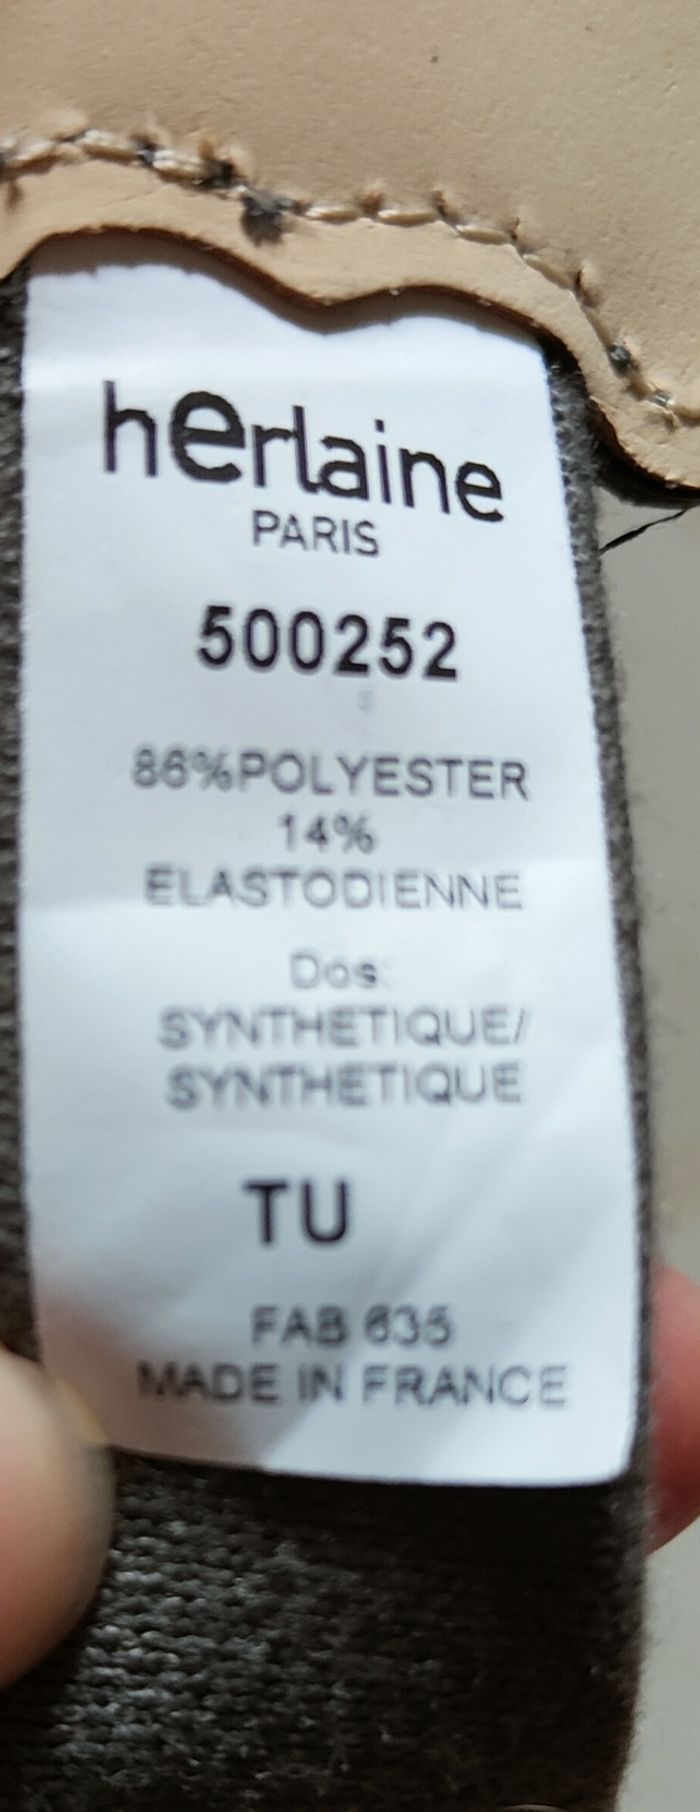 herlaine
PARIS
500252
86%POLYESTER
14%
ELASTODIENNE
Dos:
SYNTHETIQUE/
SYNTHETIQUE
TU
FAB 635
MADE IN FRANCE